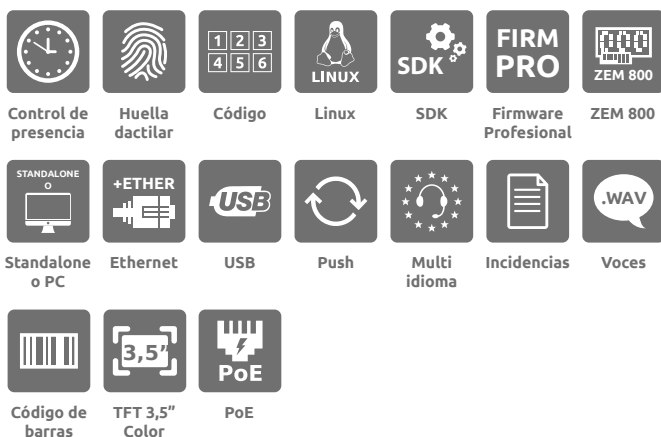 1 2 3
4 5 6
LINUX
SDK
FIRM
PRO
ZEM 800
Control de
presencia
Huella
dactilar
Código
Linux
SDK
Firmware
Profesional
ZEM 800
STANDALONE
O
+ETHER
USB
.WAV
Standalone
o PC
Ethernet
USB
Push
Multi
idioma
Incidencias
Voces
3,5”
PoE
Código de
barras
TFT 3,5”
Color
PoE